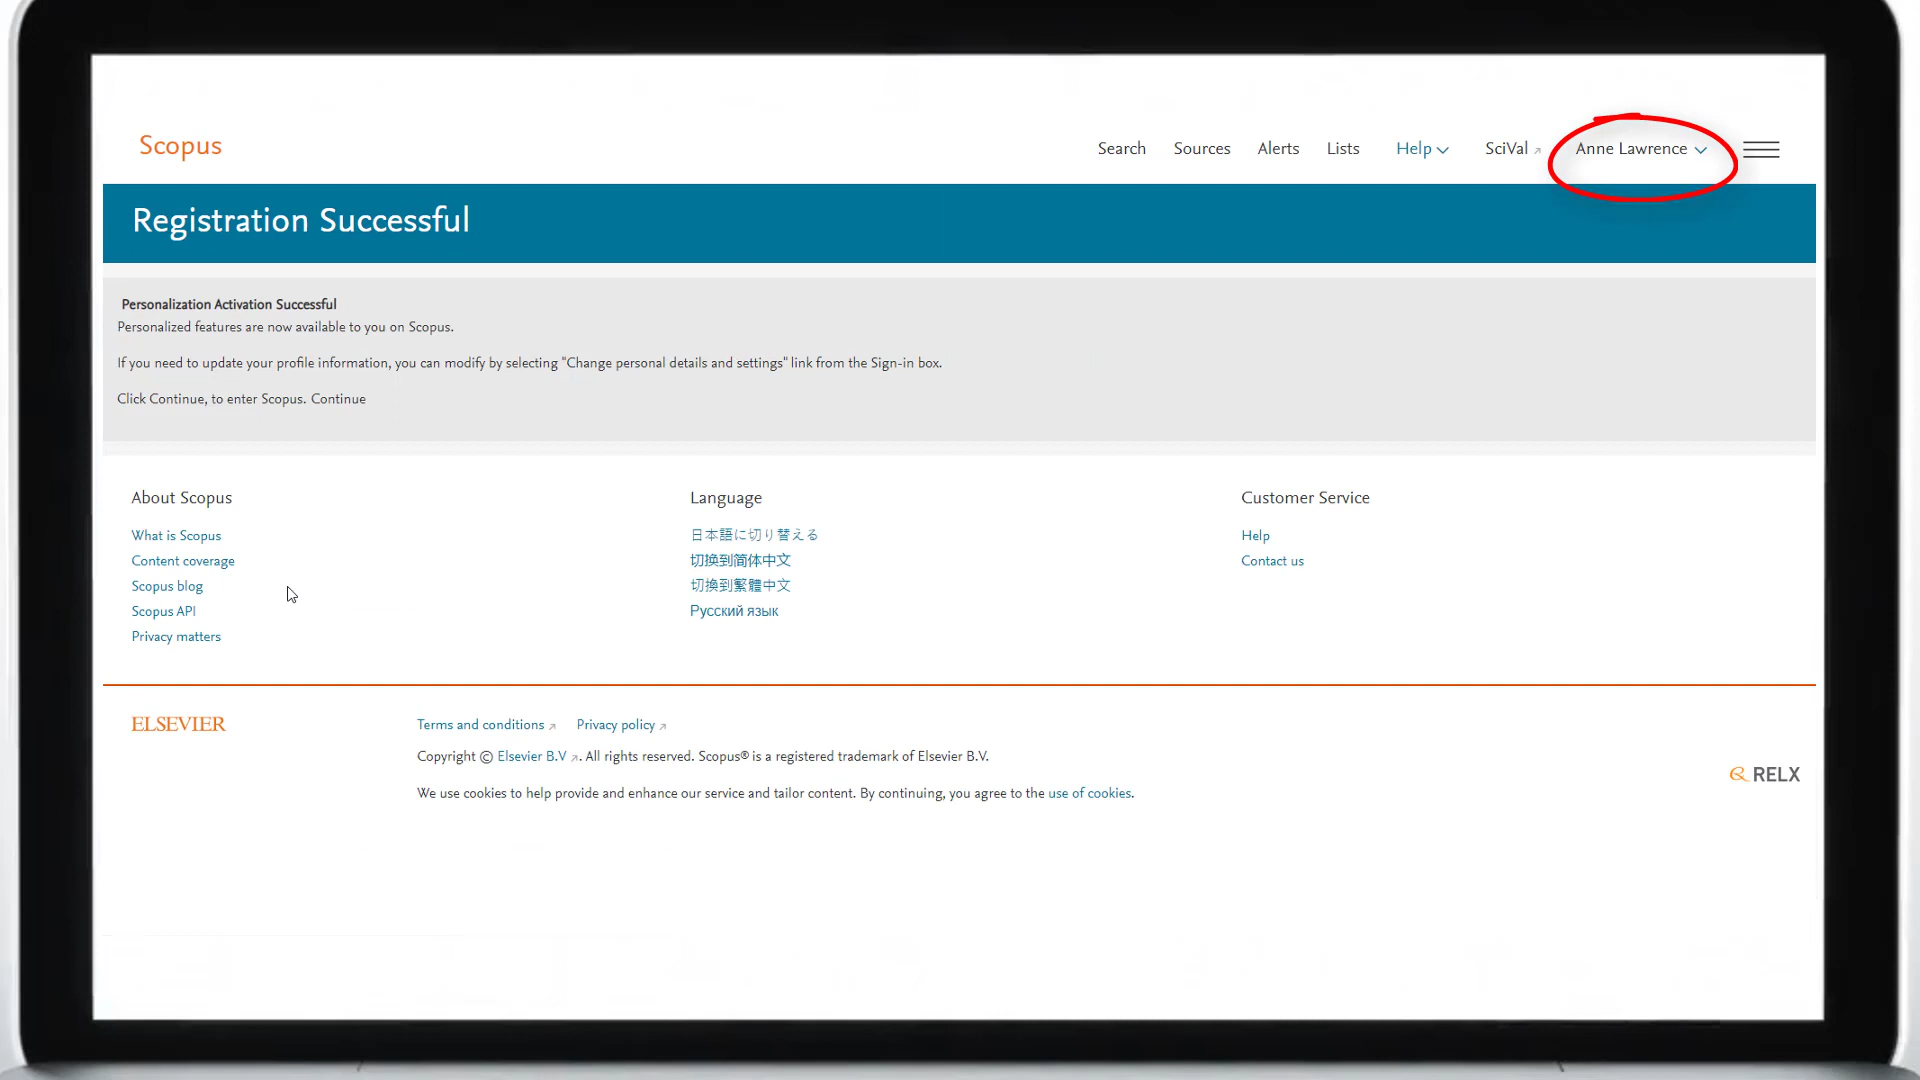 Scopus
Search Sources Alerts Lists Help SciVal Anne Lawrence
Registration Successful
Personalization Activation Successful
Personalized features are now available to you on Scopus.
If you need to update your profile information, you can modify by selecting "Change personal details and settings" link from the Sign-in box.
Click Continue, to enter Scopus. Continue
About Scopus
What is Scopus
Content coverage
Scopus blog
Scopus API
Privacy matters
Language
日本語に切り替える
切换到简体中文
切換到繁體中文
Русский язык
Customer Service
Help
Contact us
ELSEVIER
Terms and conditions Privacy policy
Copyright © Elsevier B.V . All rights reserved. Scopus® is a registered trademark of Elsevier B.V.
We use cookies to help provide and enhance our service and tailor content. By continuing, you agree to the use of cookies.
RELX